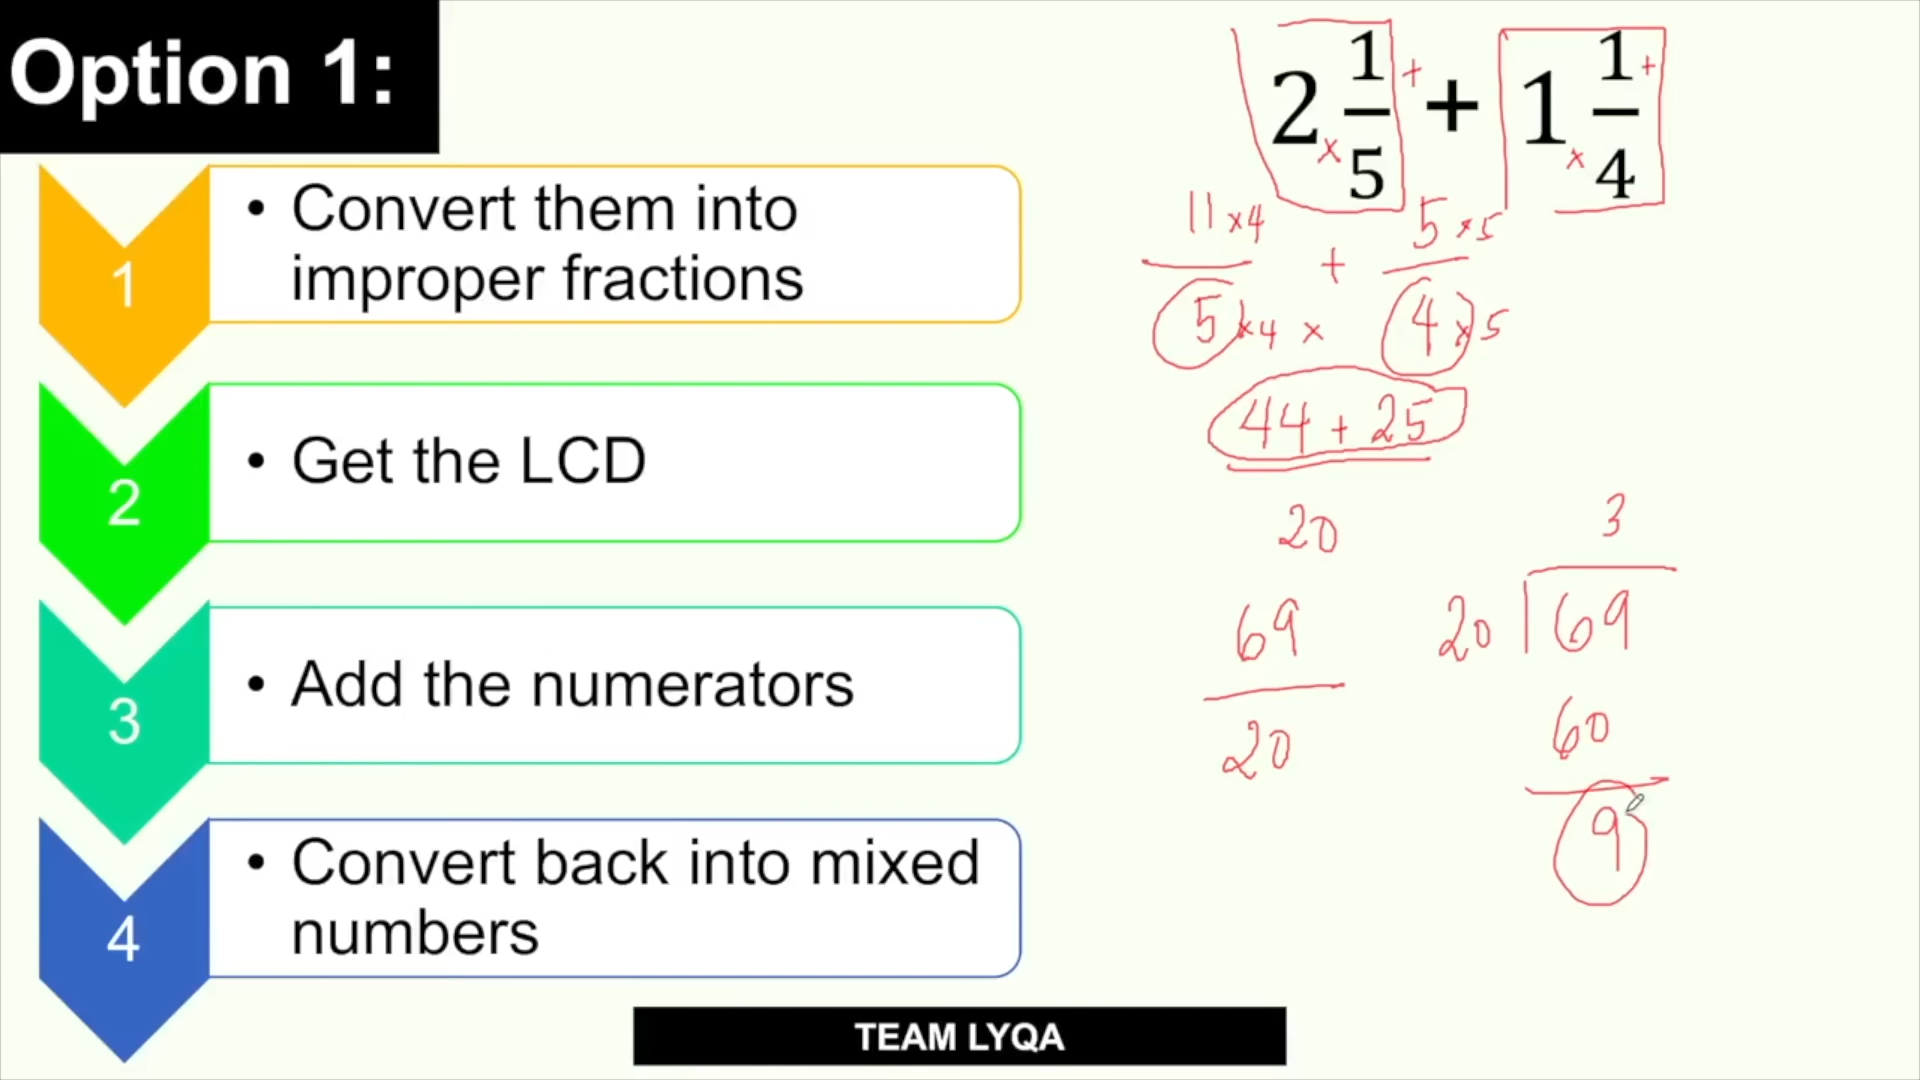 Option 1:
1
• Convert them into
improper fractions
2
• Get the LCD
3
• Add the numerators
4
• Convert back into mixed
numbers
2 1/5 + + 1 1/4 +
× ×
11 ×4 + 5 ×5
5 ×4 × 4 ×5
44 + 25
20
69
20
3
20 69
60
9
TEAM LYQA